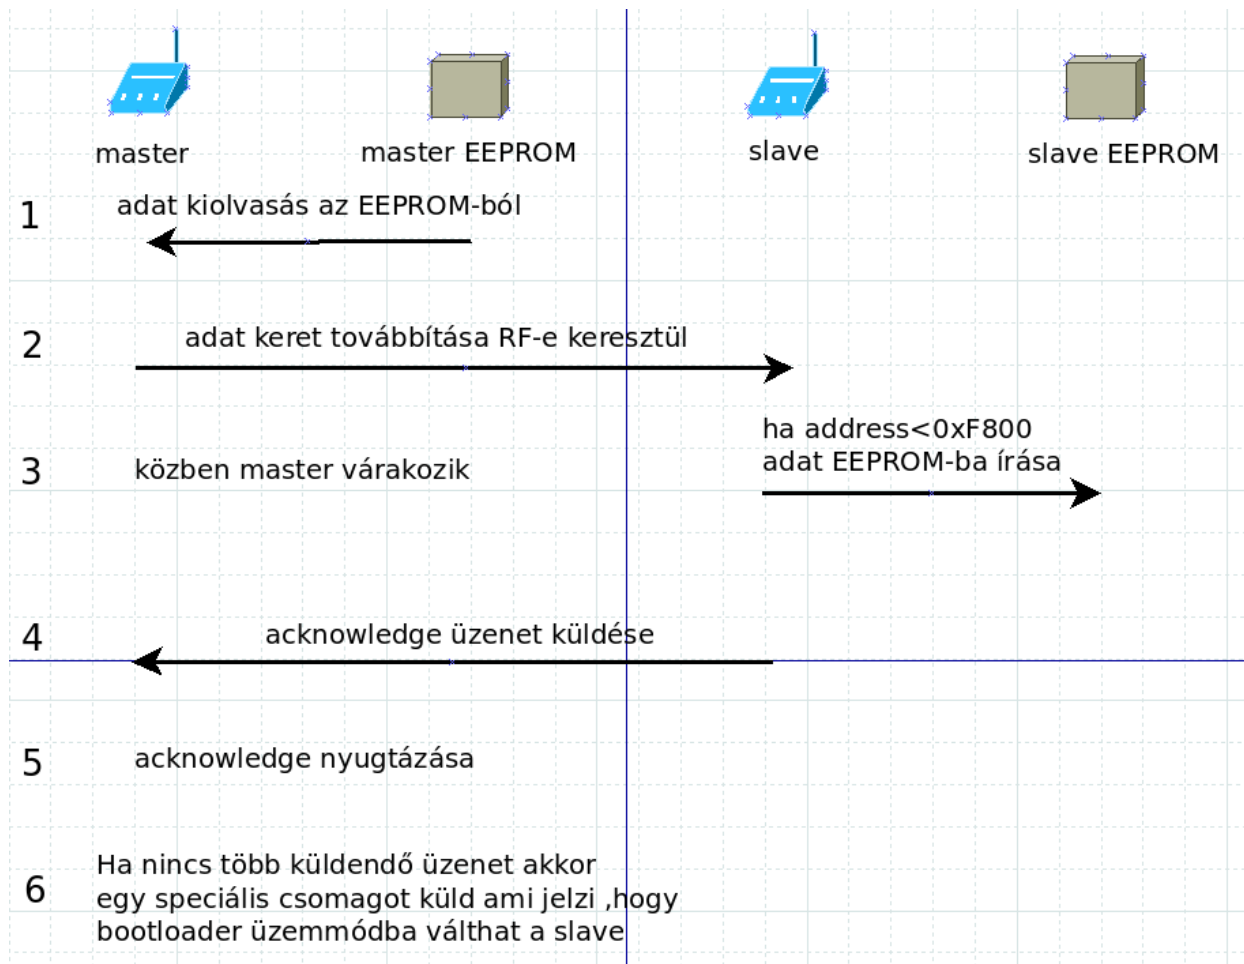 master
master EEPROM
slave
slave EEPROM
1
adat kiolvasás az EEPROM-ból
2
adat keret továbbítása RF-e keresztül
3
közben master várakozik
ha address<0xF800
adat EEPROM-ba írása
4
acknowledge üzenet küldése
5
acknowledge nyugtázása
6
Ha nincs több küldendő üzenet akkor
egy speciális csomagot küld ami jelzi ,hogy
bootloader üzemmódba válthat a slave